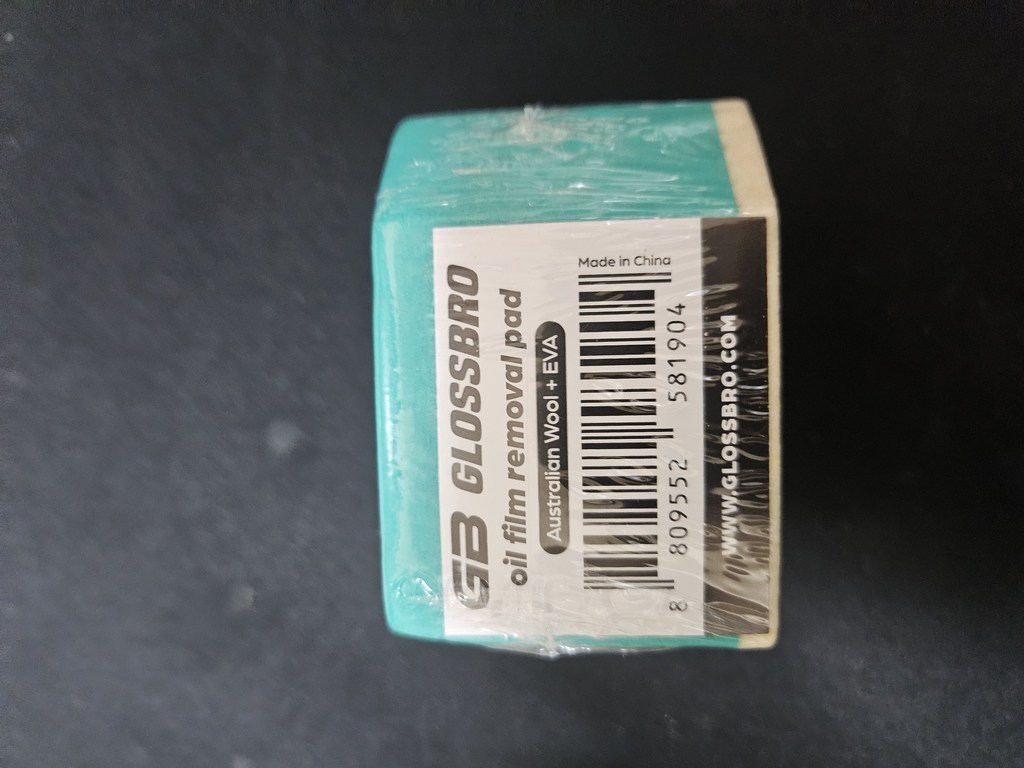 GB GLOSSBRO
oil film removal pad
Australian Wool + EVA
Made in China
8 809552 581904
WWW.GLOSSBRO.COM